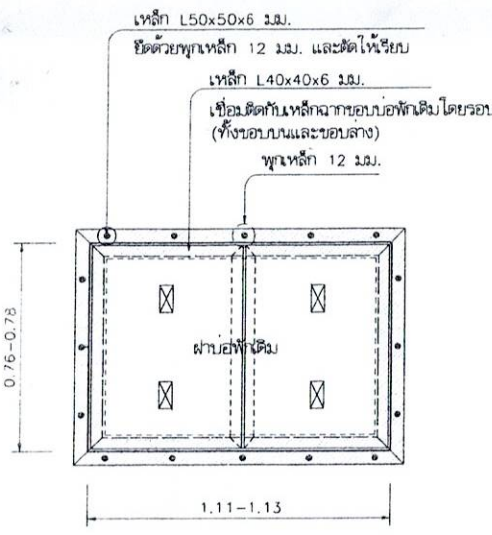 เหล็ก L50x50x6 มม.
ยึดด้วยพุกเหล็ก 12 มม. และตัดให้เรียบ
เหล็ก L40x40x6 มม.
เชื่อมติดกับเหล็กฉากขอบบ่อพักเดิมโดยรอบ
(ทั้งขอบบนและขอบล่าง)
พุกเหล็ก 12 มม.
0.76-0.78
ฝาบ่อพักเดิม
1.11-1.13